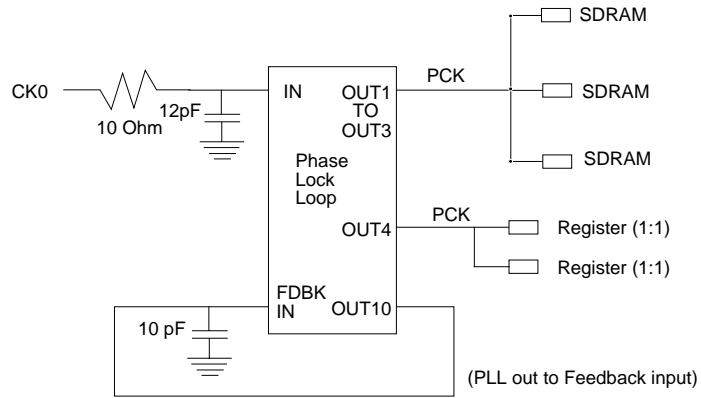 SDRAM
PCK
CK0
IN
OUT1
TO
OUT3
SDRAM
12pF
10 Ohm
Phase
Lock
Loop
SDRAM
PCK
OUT4
Register (1:1)
Register (1:1)
FDBK
IN
OUT10
10 pF
(PLL out to Feedback input)